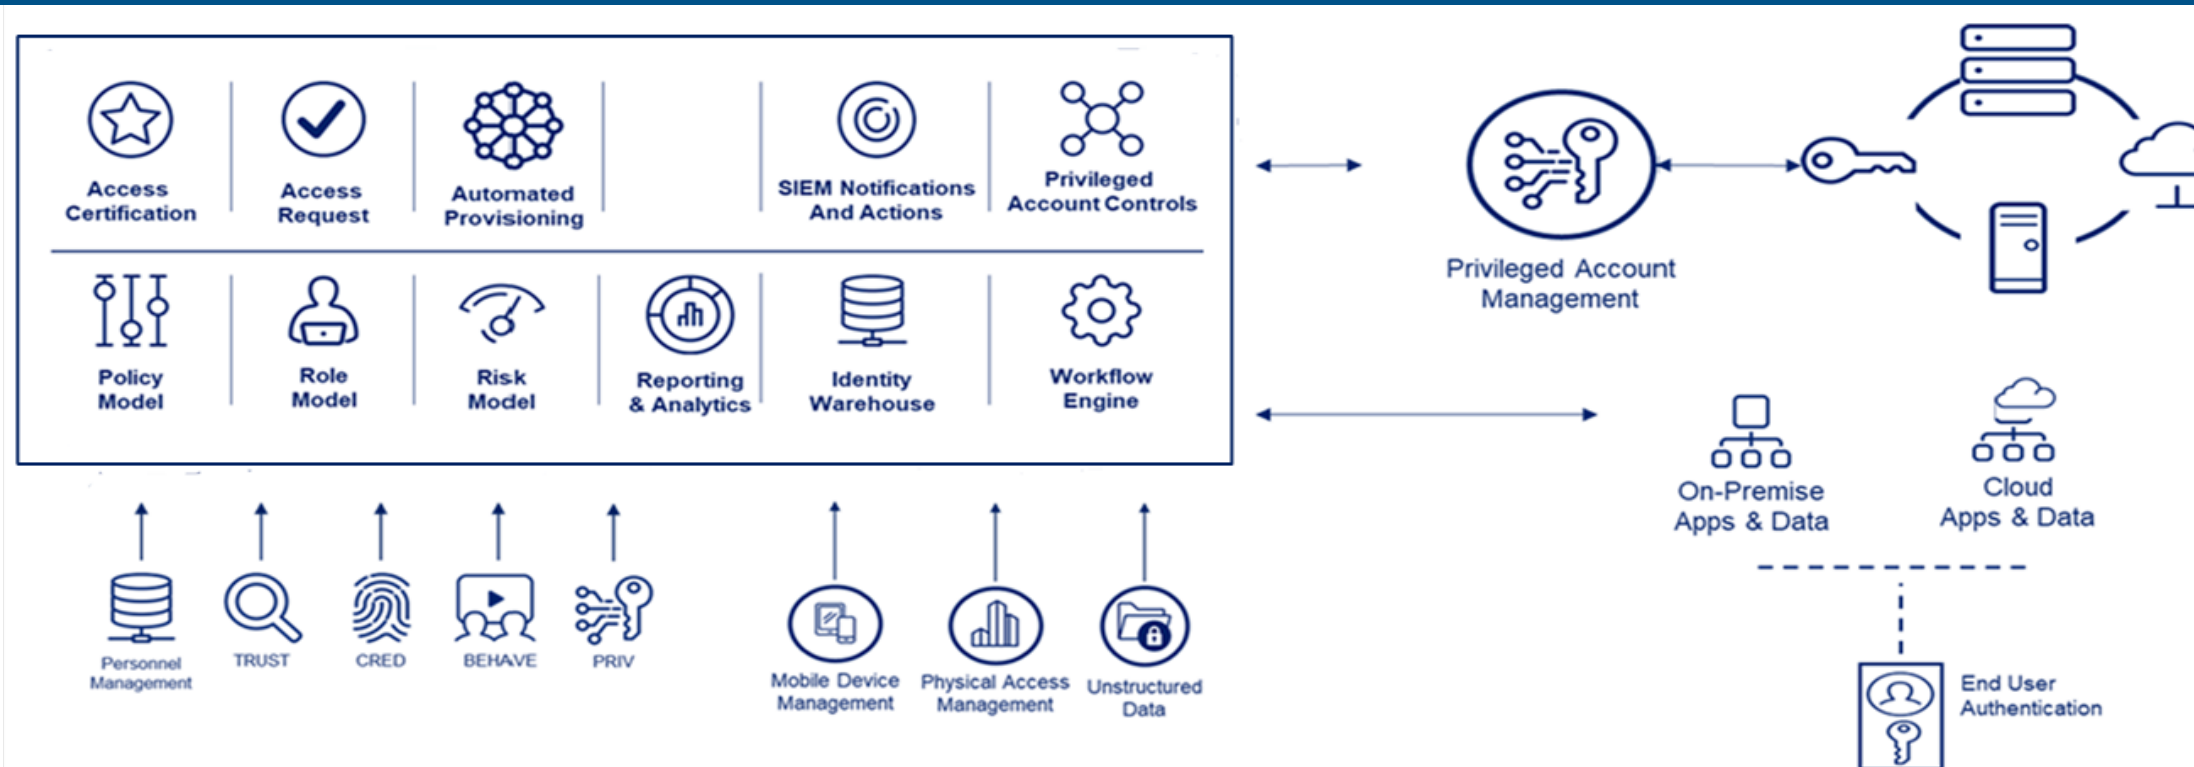 Access
Certification
Access
Request
Automated
Provisioning
SIEM Notifications
And Actions
Privileged
Account Controls
Policy
Model
Role
Model
Risk
Model
Reporting
& Analytics
Identity
Warehouse
Workflow
Engine
Privileged Account
Management
On-Premise
Apps & Data
Cloud
Apps & Data
Personnel
Management
TRUST
CRED
BEHAVE
PRIV
Mobile Device
Management
Physical Access
Management
Unstructured
Data
End User
Authentication